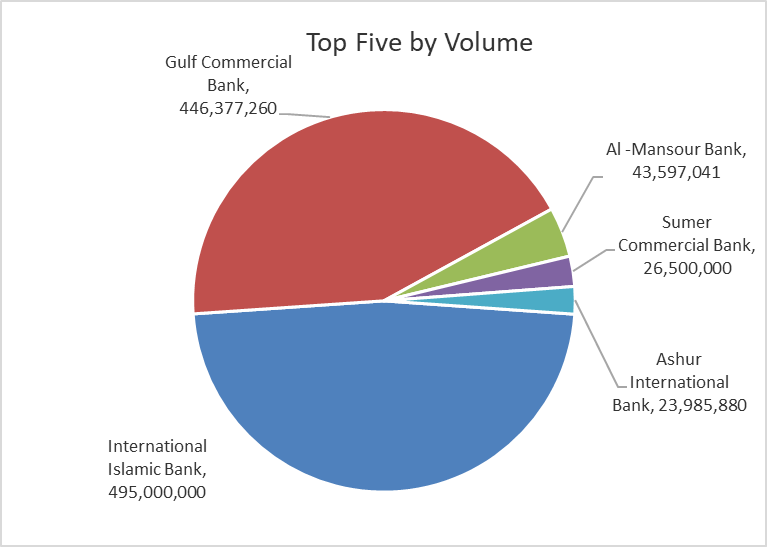 Top Five by Volume
Gulf Commercial
Bank,
446,377,260
Al -Mansour Bank,
43,597,041
Sumer
Commercial Bank,
26,500,000
Ashur
International
Bank, 23,985,880
International
Islamic Bank,
495,000,000